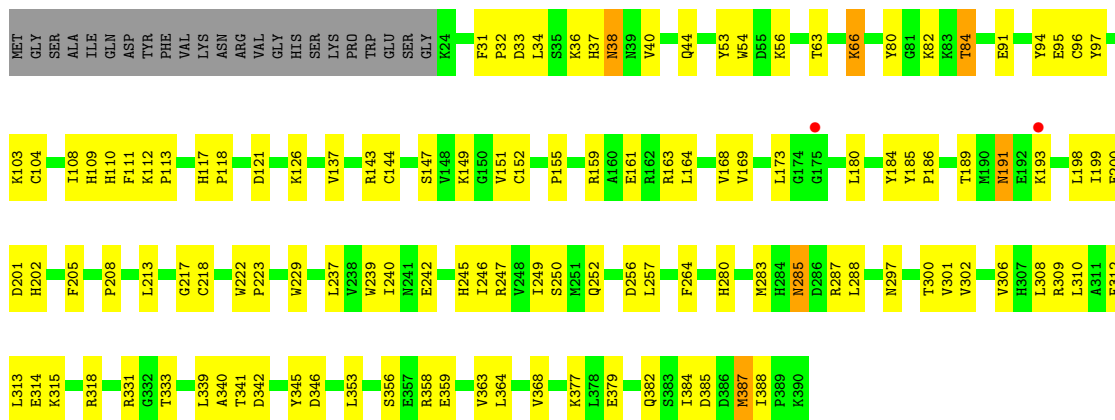 MET GLY SER ALA ILE GLN ASP TYR PHE VAL LYS ASN ARG VAL GLY HIS SER LYS PRO TRP GLU SER GLY K24 F31 P32 D33 L34 S35 K36 H37 N38 N39 V40 Q44 Y53 W54 D55 K56 T63 K66 Y80 G81 K82 K83 T84 E91 Y94 E95 C96 Y97
K103 C104 I108 H109 H110 F111 K112 P113 H117 P118 D121 K126 V137 R143 C144 S147 V148 K149 G150 V151 C152 P155 R159 A160 E161 R162 R163 L164 V168 V169 L173 G174 G175 L180 Y184 Y185 P186 T189 M190 N191 E192 K193 L198 I199 E200
D201 H202 F205 P208 L213 G217 C218 W222 P223 W229 L237 V238 W239 I240 N241 E242 H245 I246 R247 V248 I249 S250 M251 Q252 D256 L257 F264 H280 M283 H284 N285 D286 R287 L288 N297 T300 V301 V302 V306 H307 L308 R309 L310 A311 E312
L313 E314 K315 R318 R331 G332 T333 L339 A340 T341 D342 Y345 D346 L353 S356 E357 R358 E359 V363 L364 V368 K377 L378 E379 Q382 S383 I384 D385 D386 M387 I388 P389 K390